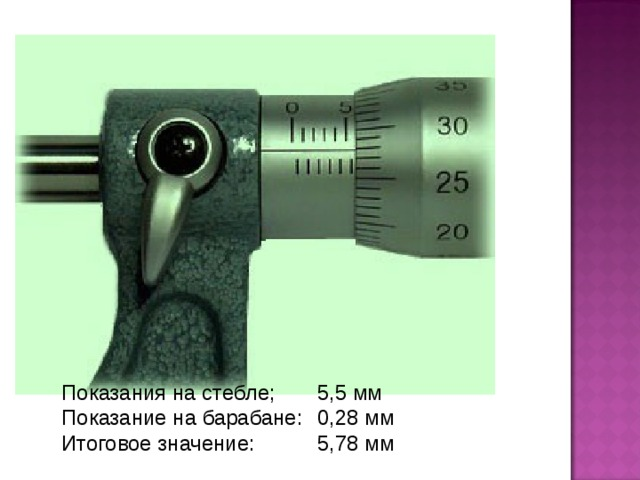 0 5
35
30
25
20
Показания на стебле; 5,5 мм
Показание на барабане: 0,28 мм
Итоговое значение: 5,78 мм